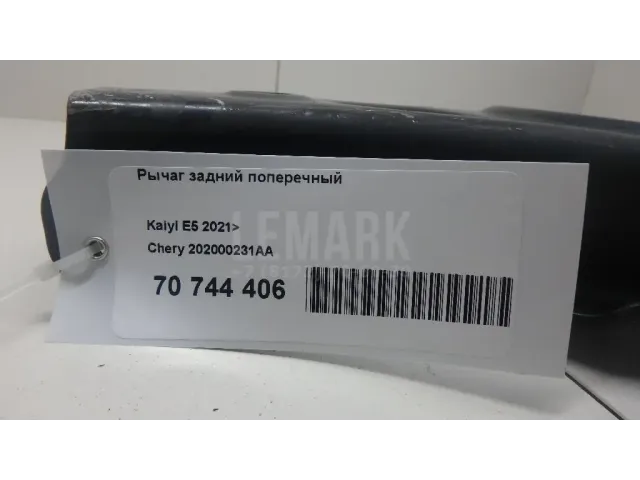 Рычаг задний поперечный
Kaiyi E5 2021>
LEMARK
Chery 202000231AA
70 744 406